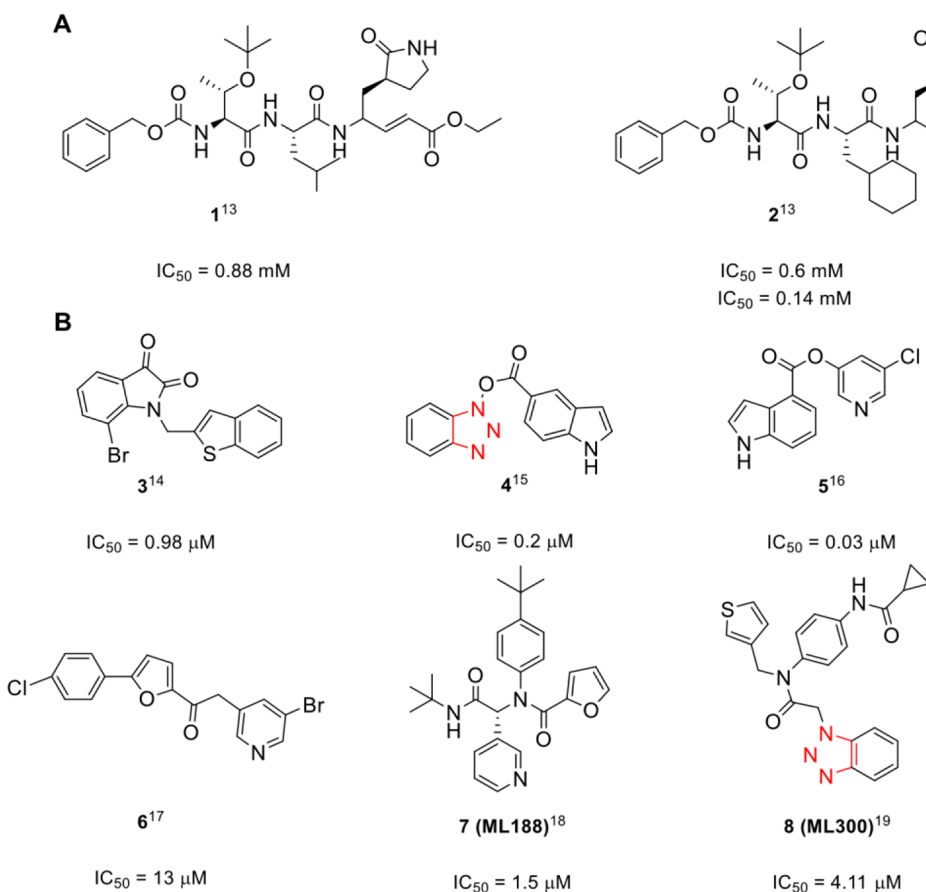 A
1¹³
IC₅₀ = 0.88 mM
2¹³
IC₅₀ = 0.6 mM
IC₅₀ = 0.14 mM
B
3¹⁴
IC₅₀ = 0.98 μM
4¹⁵
IC₅₀ = 0.2 μM
5¹⁶
IC₅₀ = 0.03 μM
6¹⁷
IC₅₀ = 13 μM
7 (ML188)¹⁸
IC₅₀ = 1.5 μM
8 (ML300)¹⁹
IC₅₀ = 4.11 μM